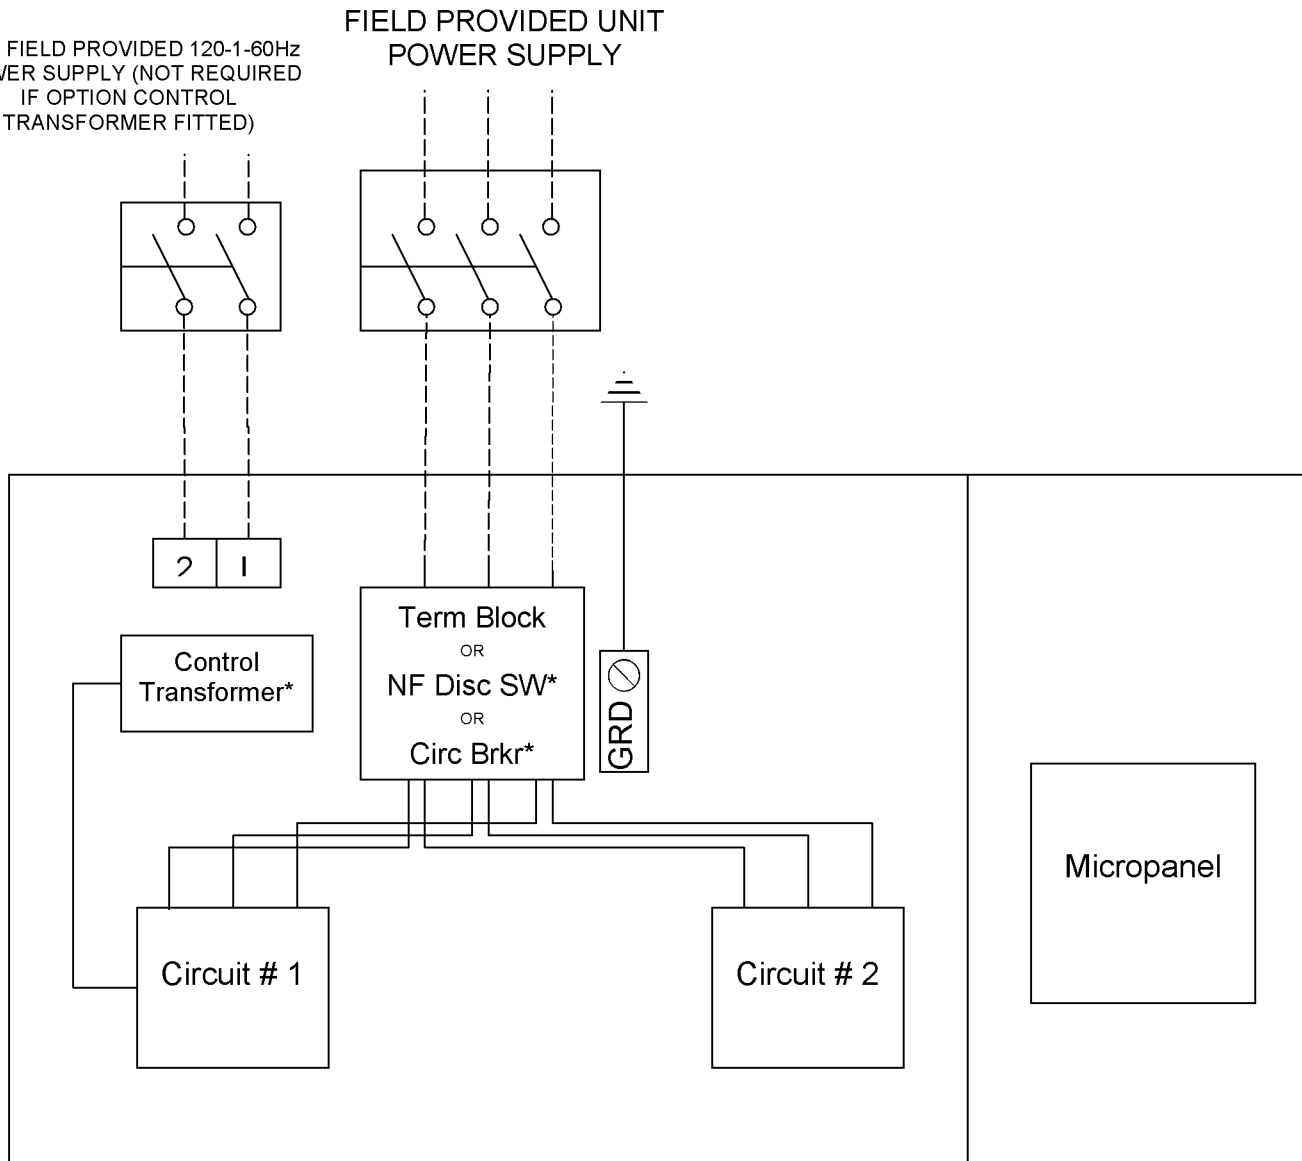 FIELD PROVIDED UNIT
POWER SUPPLY
FIELD PROVIDED 120-1-60Hz
SUPPLY (NOT REQUIRED
IF OPTION CONTROL
TRANSFORMER FITTED)
2 1
Term Block
OR
NF Disc SW*
OR
Circ Brkr*
GRD
Control
Transformer*
Micropanel
Circuit # 1
Circuit # 2